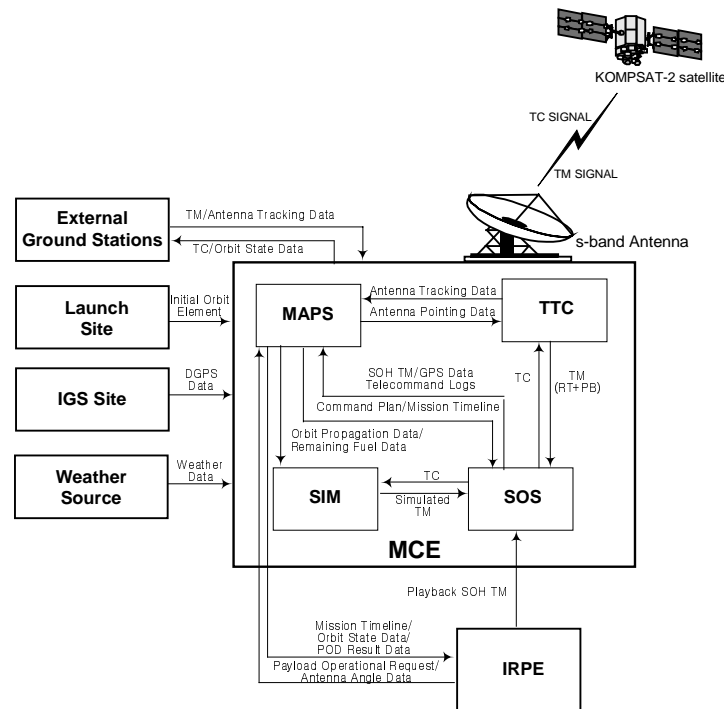 KOMPSAT-2 satellite
TC SIGNAL
TM SIGNAL
s-band Antenna
External
Ground Stations
TM/Antenna Tracking Data
TC/Orbit State Data
Launch
Site
Initial Orbit
Element
IGS Site
DGPS
Data
Weather
Source
Weather
Data
MAPS
Antenna Tracking Data
Antenna Pointing Data
TTC
SOH TM/GPS Data
Telecommand Logs
Command Plan/Mission Timeline
TC
TM
(RT+PB)
Orbit Propagation Data/
Remaining Fuel Data
SIM
TC
Simulated
TM
SOS
MCE
Playback SOH TM
Mission Timeline/
Orbit State Data/
POD Result Data
Payload Operational Request/
Antenna Angle Data
IRPE